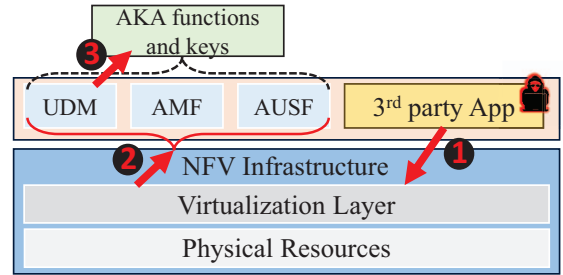 AKA functions
and keys
3
UDM
AMF
AUSF
3rd party App
1
2
NFV Infrastructure
Virtualization Layer
Physical Resources